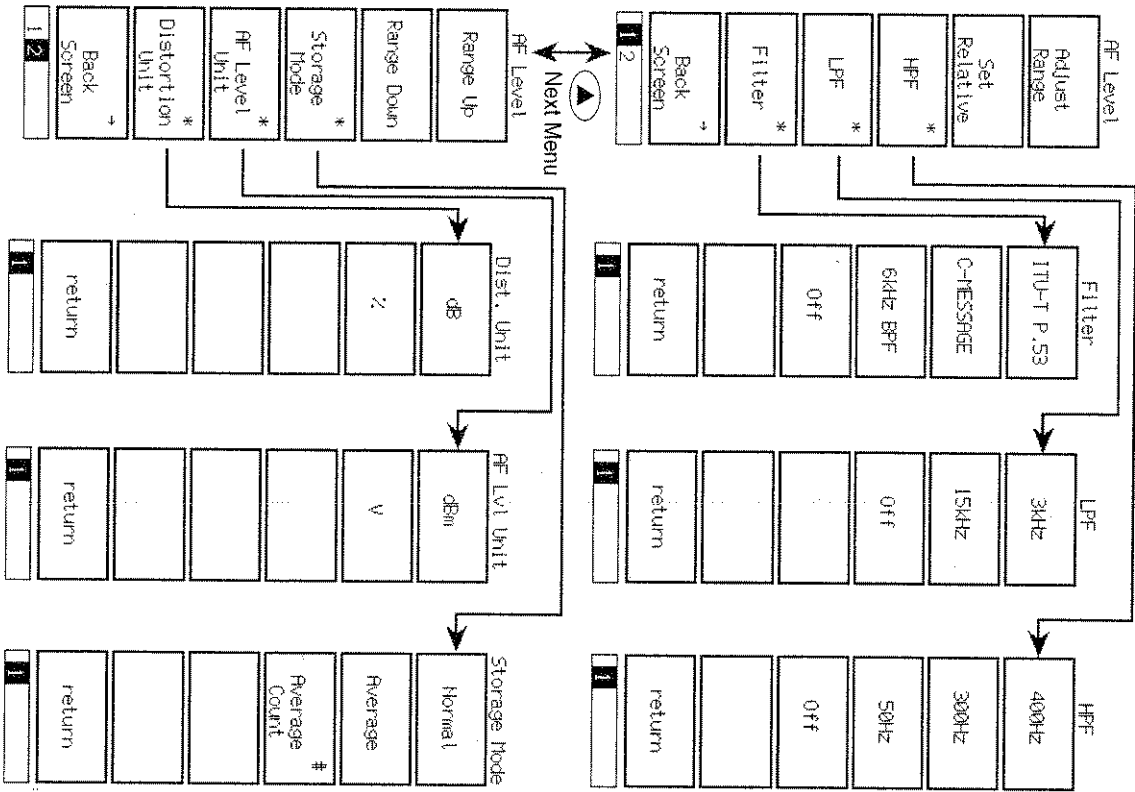 AF Level
Adjust
Range
Set
Relative
HPF *
LPF *
Filter *
Back
Screen →
1 2
Filter
ITU-T P.53
C-MESSAGE
6kHz BPF
Off
return
1
LPF
3kHz
15kHz
Off
return
1
HPF
400Hz
300Hz
50Hz
Off
return
1
Next Menu
AF Level
Range Up
Range Down
Storage
Mode *
AF Level
Unit *
Distortion
Unit *
Back
Screen →
1 2
Dist. Unit
dB
%
return
1
AF Lvl Unit
dBm
V
return
1
Storage Mode
Normal
Average
Average
Count #
return
1